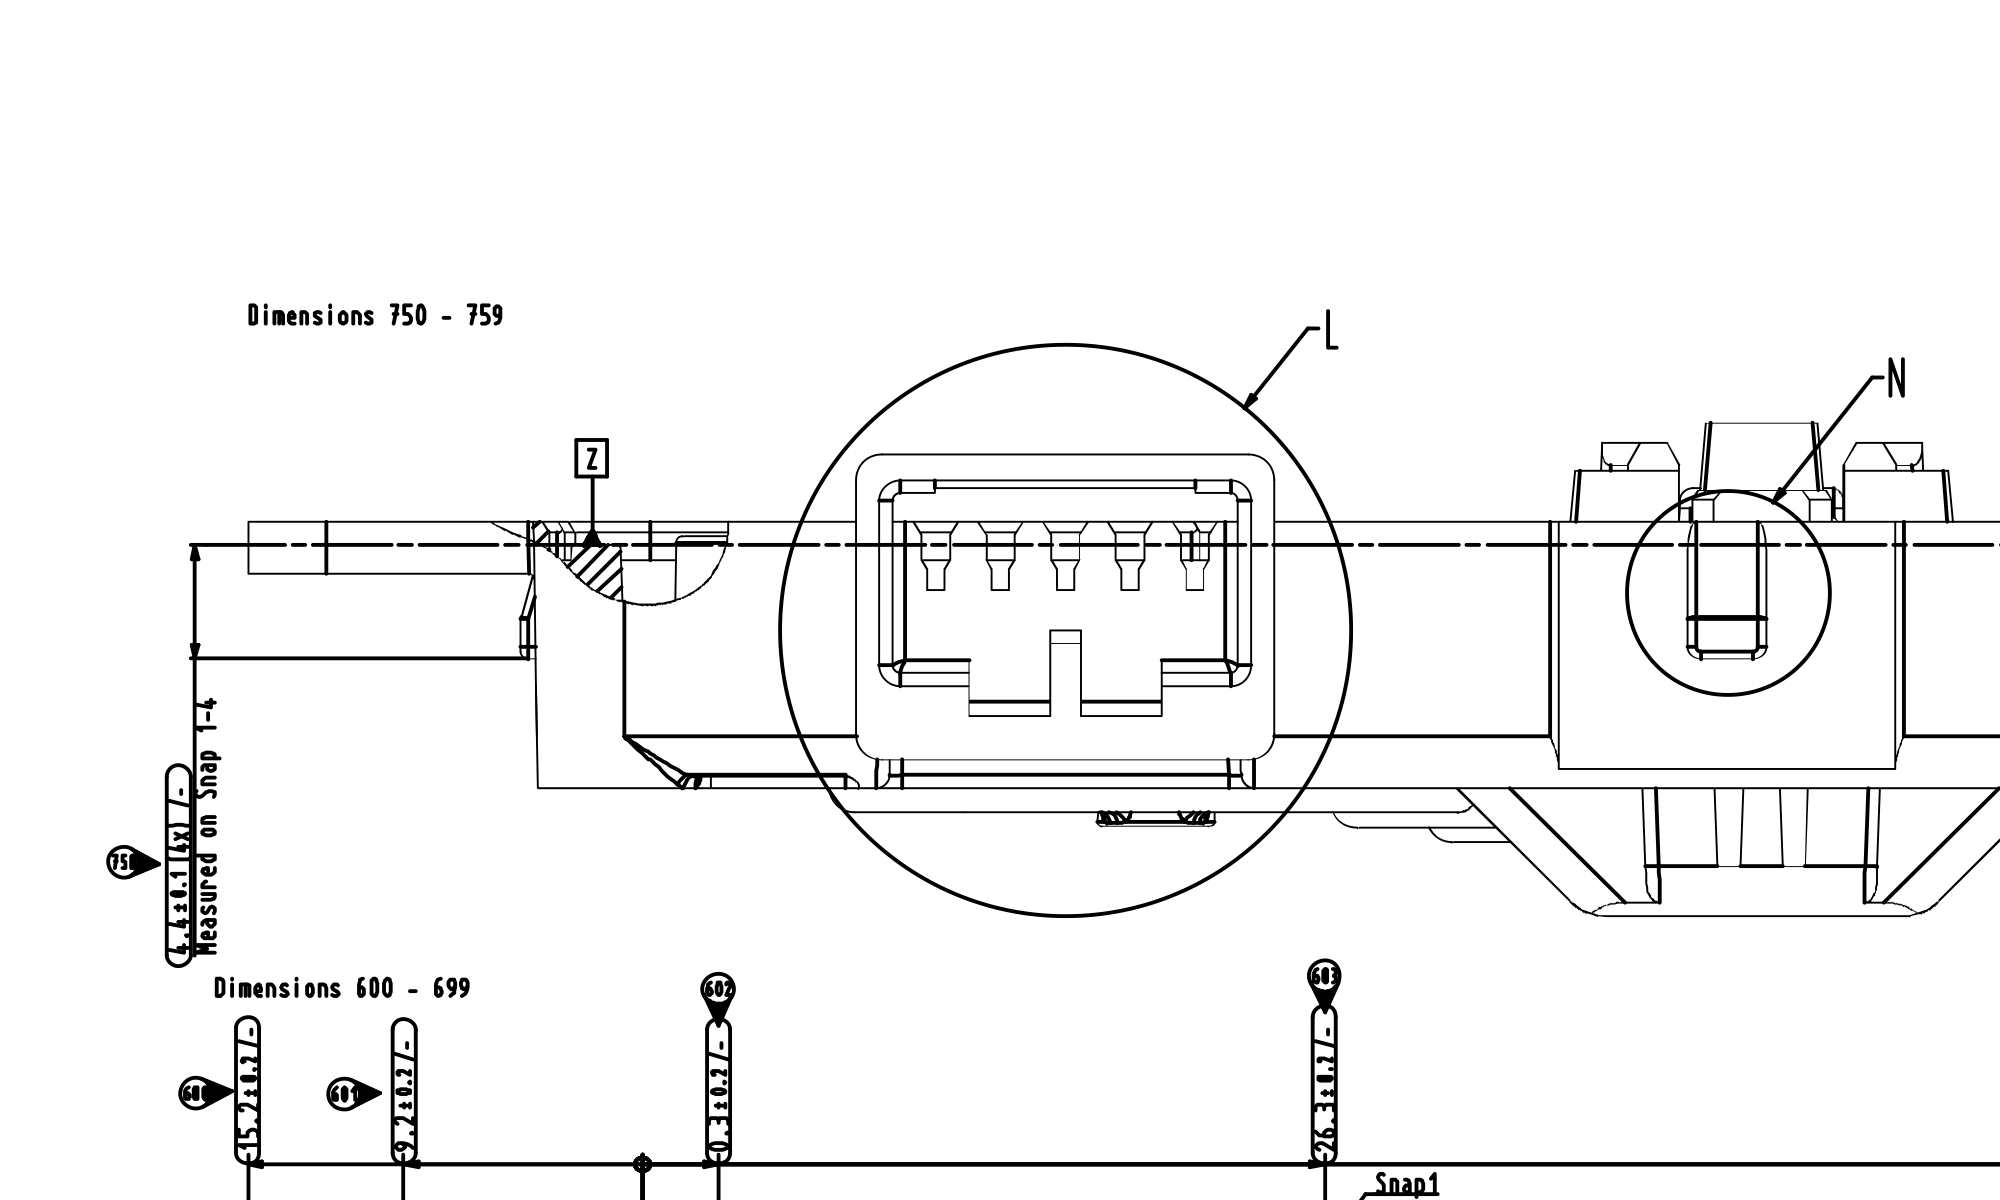 Dimensions 750 - 759
L
N
Z
Measured on Snap 1-4
4.4±0.1 (4x) /-
750
Dimensions 600 - 699
602
603
600
15.2±0.2 /-
601
9.2±0.2 /-
0.3±0.2 /-
26.3±0.2 /-
Snap1